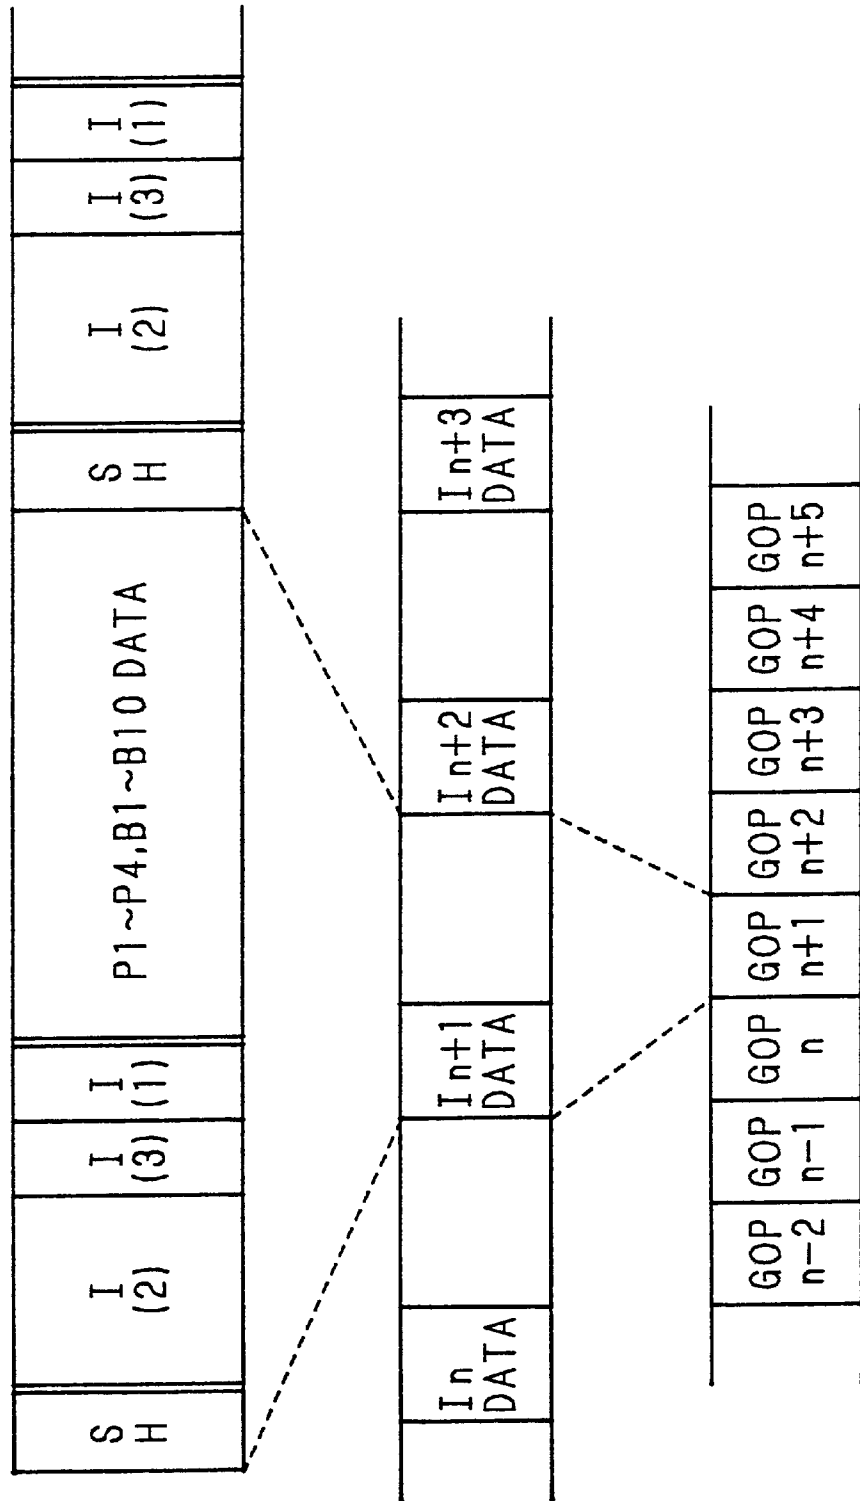 S
H
I
(2)
I
(3)
I
(1)
P1~P4,B1~B10 DATA
S
H
I
(2)
I
(3)
I
(1)
In
DATA
In+1
DATA
In+2
DATA
In+3
DATA
GOP
n-2
GOP
n-1
GOP
n
GOP
n+1
GOP
n+2
GOP
n+3
GOP
n+4
GOP
n+5